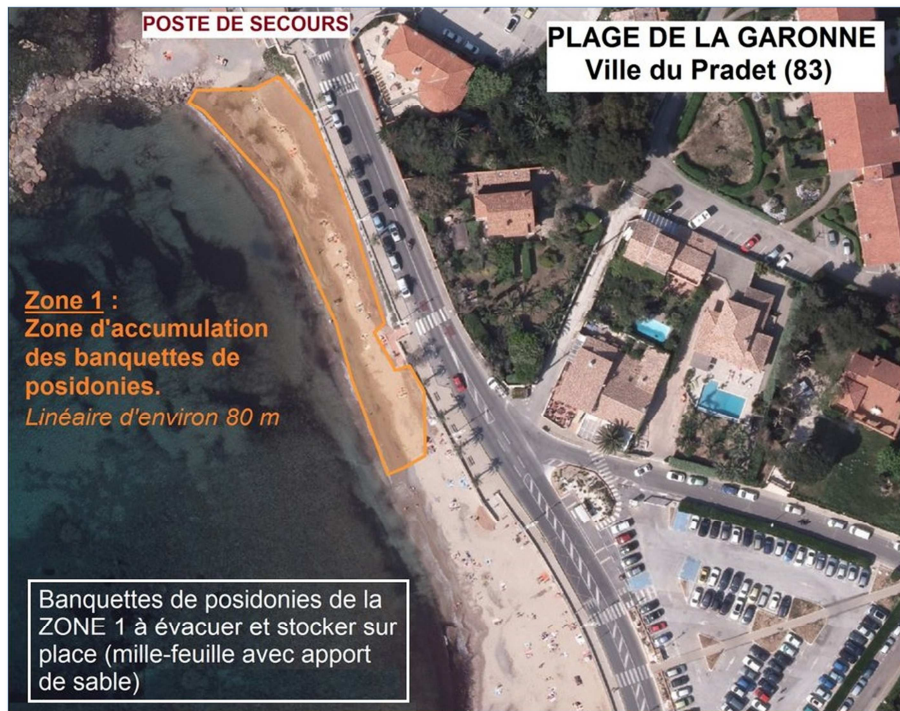 POSTE DE SECOURS
PLAGE DE LA GARONNE
Ville du Pradet (83)
Zone 1 :
Zone d'accumulation
des banquettes de
posidonies.
Linéaire d'environ 80 m
Banquettes de posidonies de la
ZONE 1 à évacuer et stocker sur
place (mille-feuille avec apport
de sable)